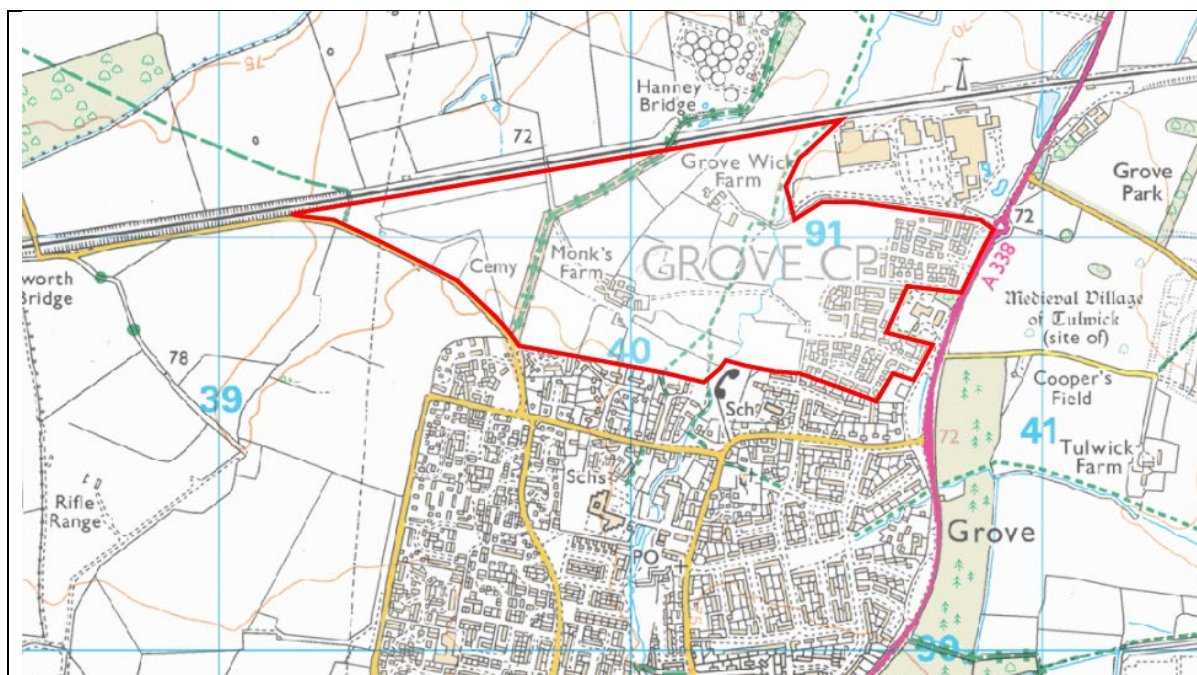 75
70
Hanney
Bridge
72
Grove Wick
Farm
Grove
Park
72
91
A 338
Cemy
Monk's
Farm
GROVE CP
worth
Bridge
Medieval Village
of Tulwick
(site of)
78
40
39
Cooper's
Field
Sch
72
41
Tulwick
Farm
Schs
Rifle
Range
Grove
PO
90